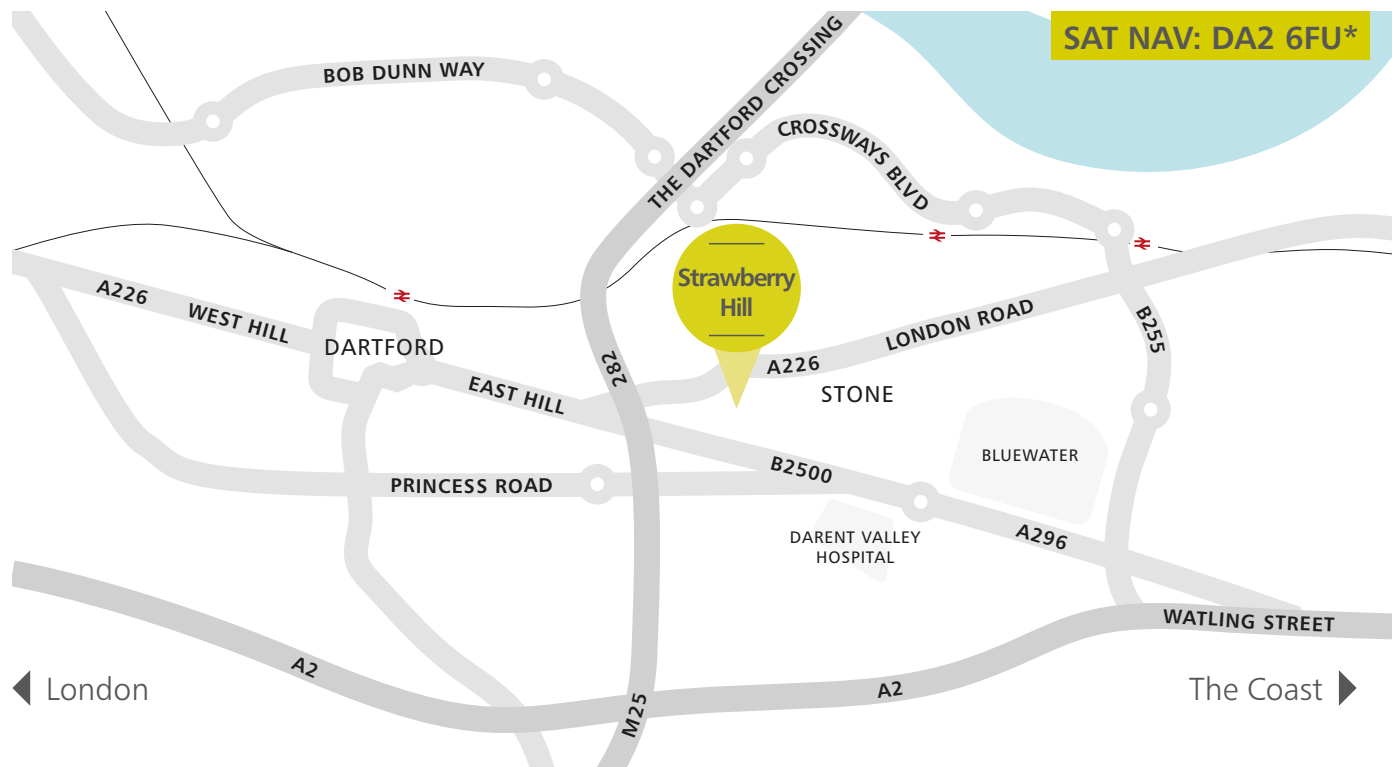 SAT NAV: DA2 6FU*
BOB DUNN WAY
THE DARTFORD CROSSING
CROSSWAYS BLVD
Strawberry
Hill
A226
WEST HILL
DARTFORD
EAST HILL
282
A226
LONDON ROAD
B255
STONE
BLUEWATER
B2500
PRINCESS ROAD
DARENT VALLEY
HOSPITAL
A296
WATLING STREET
A2
London
M25
A2
The Coast